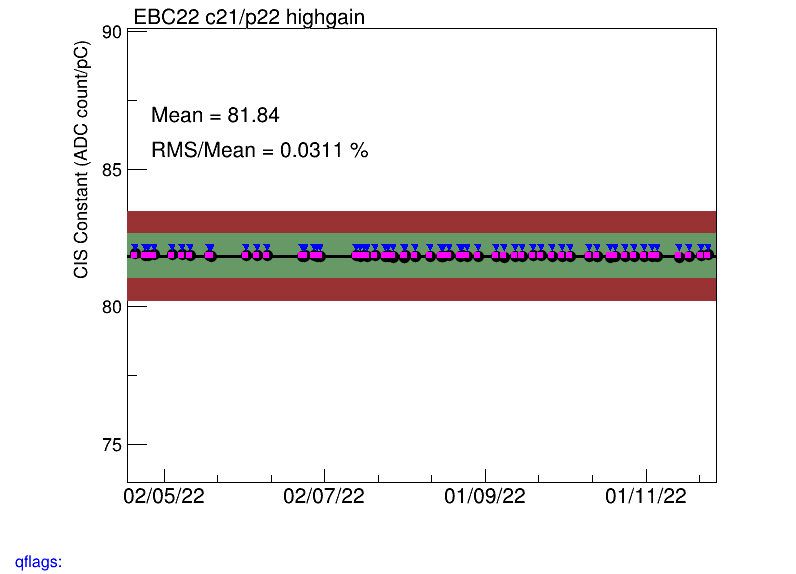 EBC22 c21/p22 highgain
CIS Constant (ADC count/pC)
90
85
80
75
Mean = 81.84
RMS/Mean = 0.0311 %
02/05/22 02/07/22 01/09/22 01/11/22
qflags: